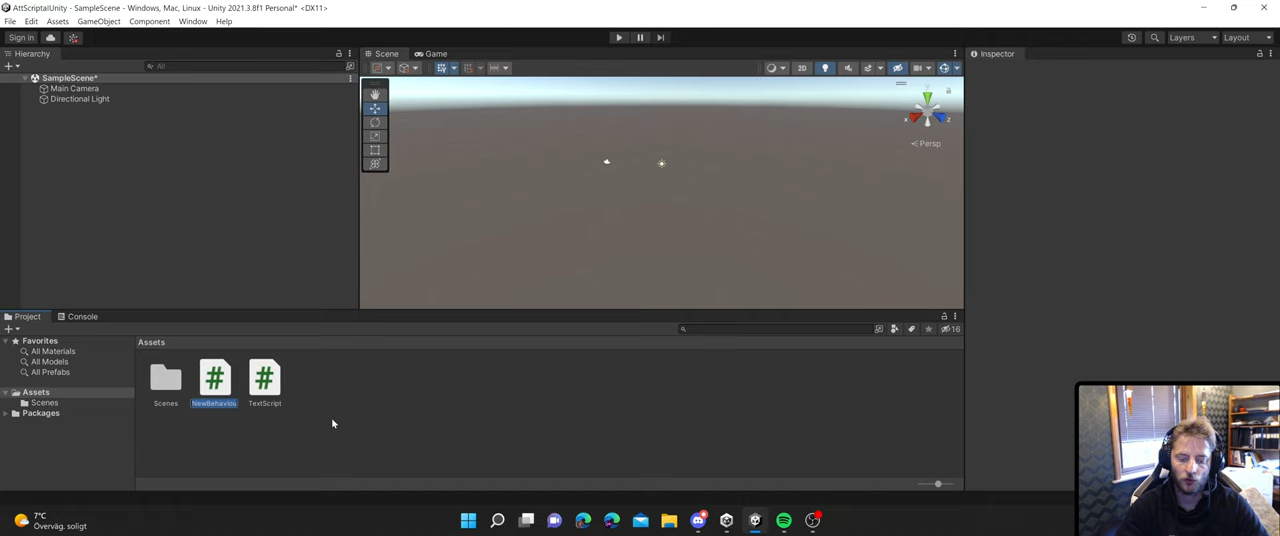 AttScriptaIUnity - SampleScene - Windows, Mac, Linux - Unity 2021.3.8f1 Personal* <DX11>
File Edit Assets GameObject Component Window Help
Sign in
Layers
Layout
Hierarchy
All
SampleScene*
Main Camera
Directional Light
Scene
Game
2D
y
x
z
Persp
Inspector
Project
Console
16
Favorites
All Materials
All Models
All Prefabs
Assets
Scenes
Packages
Assets
Scenes
NewBehaviou
TextScript
7°C
Överväg. soligt